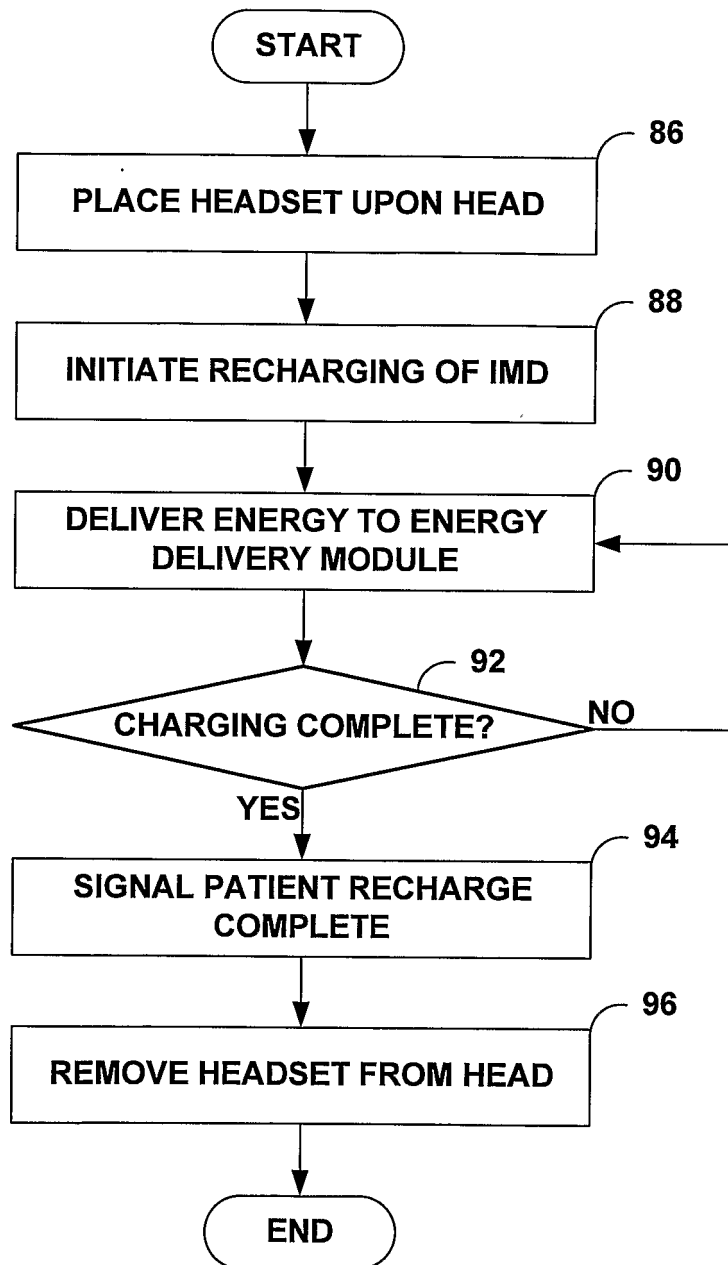 START
86
PLACE HEADSET UPON HEAD
88
INITIATE RECHARGING OF IMD
90
DELIVER ENERGY TO ENERGY
DELIVERY MODULE
92
CHARGING COMPLETE?
NO
YES
94
SIGNAL PATIENT RECHARGE
COMPLETE
96
REMOVE HEADSET FROM HEAD
END